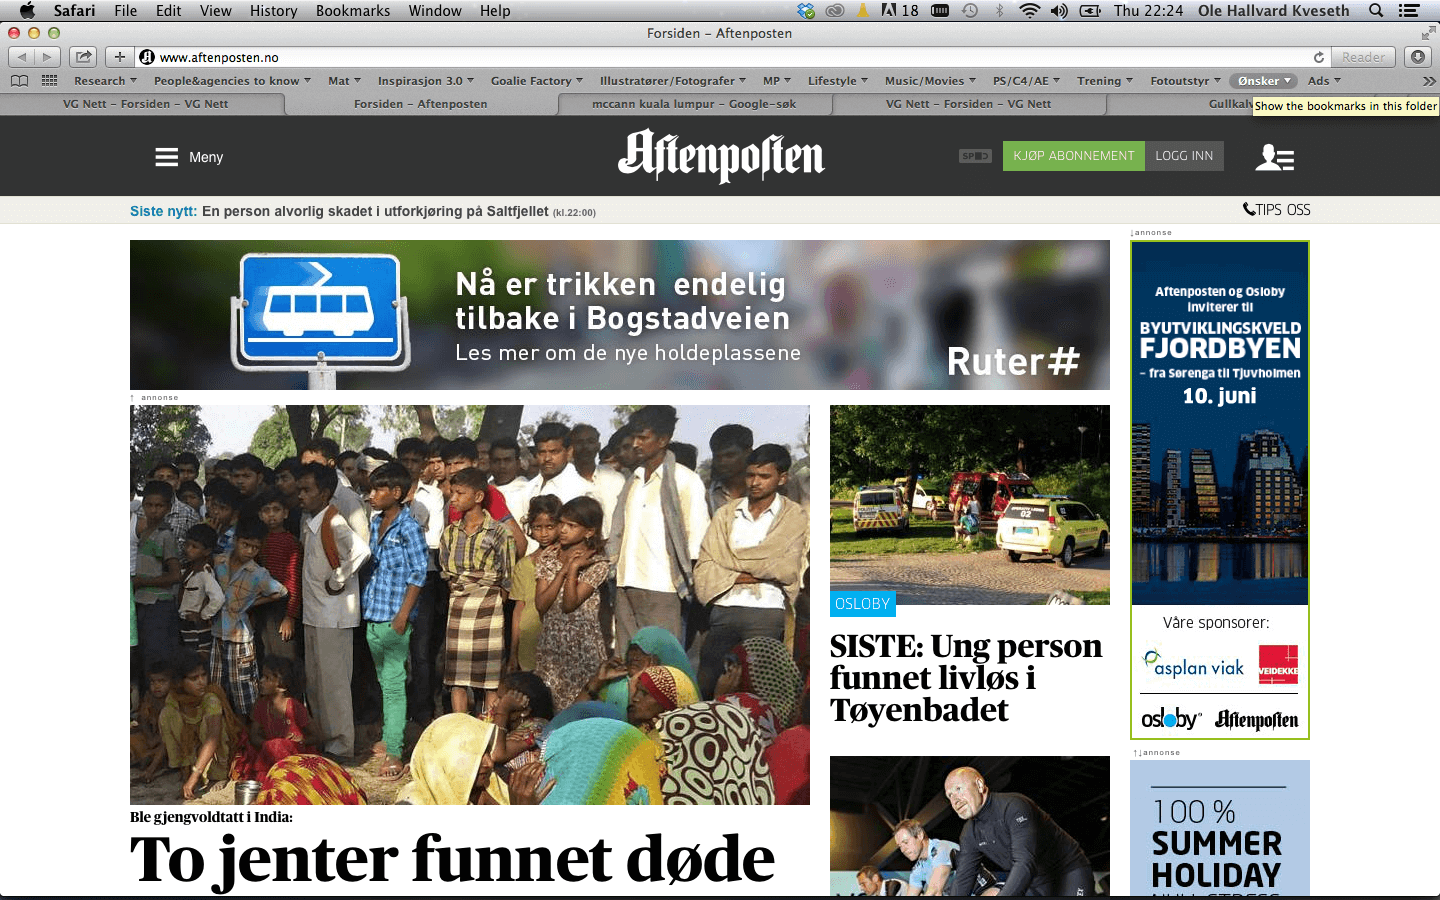 Safari File Edit View History Bookmarks Window Help 18 Thu 22:24 Ole Hallvard Kveseth
Forsiden – Aftenposten
www.aftenposten.no Reader
Research People&agencies to know Mat Inspirasjon 3.0 Goalie Factory Illustratører/Fotografer MP Lifestyle Music/Movies PS/C4/AE Trening Fotoutstyr Ønsker Ads
VG Nett – Forsiden – VG Nett Forsiden – Aftenposten mccann kuala lumpur – Google-søk VG Nett – Forsiden – VG Nett Gullkal
Show the bookmarks in this folder
Meny Aftenposten KJØP ABONNEMENT LOGG INN
Siste nytt: En person alvorlig skadet i utforkjøring på Saltfjellet (kl.22:00) TIPS OSS
↓annonse
Nå er trikken endelig
tilbake i Bogstadveien
Les mer om de nye holdeplassene
Ruter#
↑ annonse
Aftenposten og Osloby
inviterer til
BYUTVIKLINGSKVELD
FJORDBYEN
– fra Sørenga til Tjuvholmen
10. juni
Våre sponsorer:
asplan viak VEIDEKKE
osloby Aftenposten
↑↓annonse
02
OSLOBY
SISTE: Ung person
funnet livløs i
Tøyenbadet
Ble gjengvoldtatt i India:
To jenter funnet døde
100 %
SUMMER
HOLIDAY
NULL STRESS